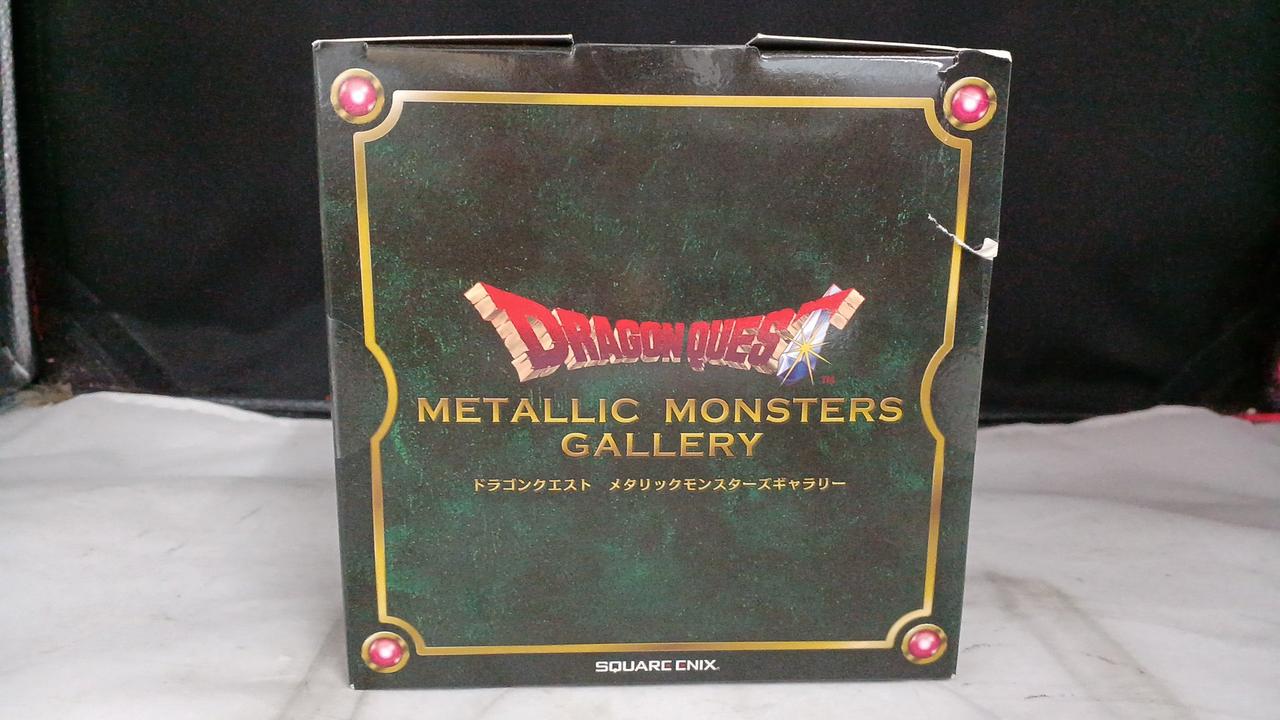 DRAGON QUEST
TM
METALLIC MONSTERS
GALLERY
ドラゴンクエスト メタリックモンスターズギャラリー
SQUARE ENIX